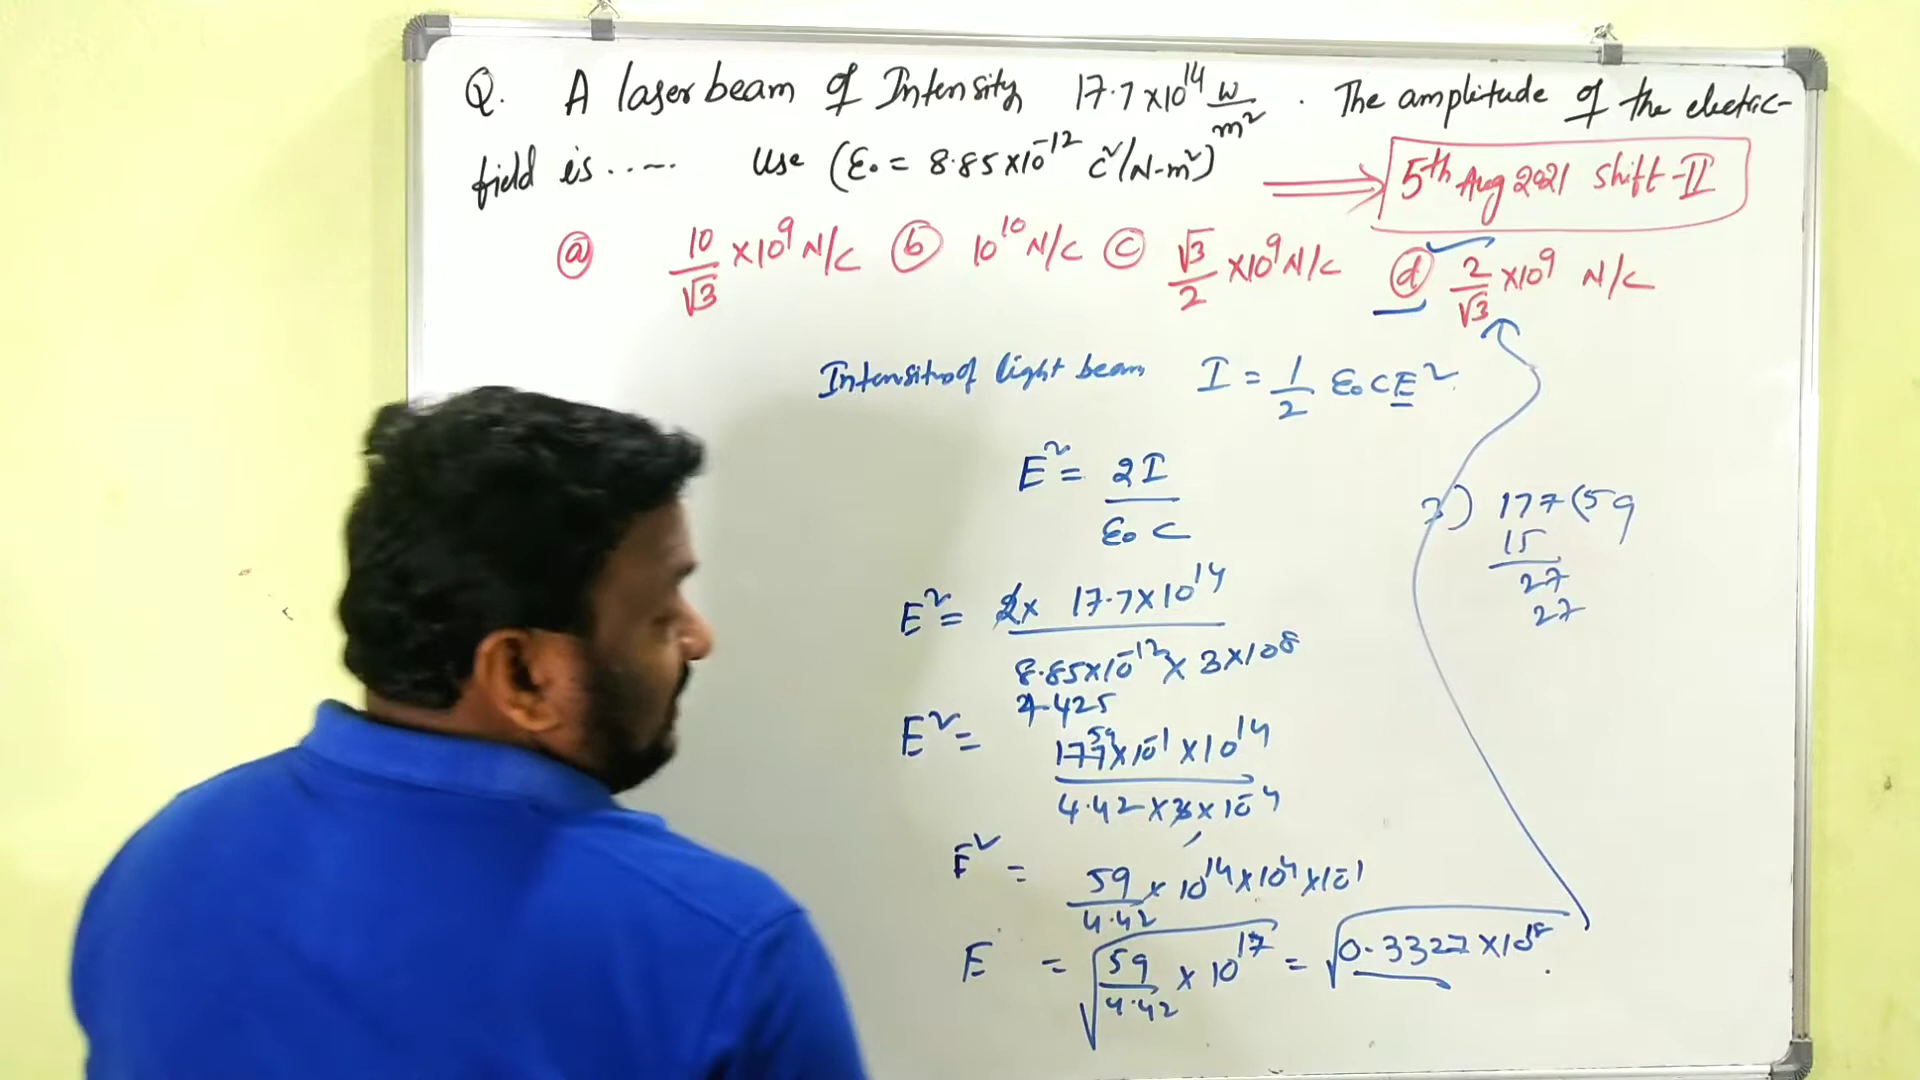 Q. A laser beam of Intensity 17.7×10¹⁴ W/m² . The amplitude of the electric-
field is ..... Use (ε₀ = 8.85×10⁻¹² C²/N-m²) ⟹ 5th Aug 2021 Shift-II
ⓐ 10/√3 ×10⁹ N/C ⓑ 10¹⁰ N/C ⓒ √3/2 ×10⁹ N/C ⓓ 2/√3 ×10⁹ N/C
Intensity of light beam I = 1/2 ε₀ C E²
E² = 2I/ε₀ C
E² = 2× 17.7×10¹⁴ / 8.85×10⁻¹² × 3×10⁸
4.425
E² = 177×10⁻¹×10¹⁴ / 4.42×3×10⁻⁴
59
E² = 59/4.42 × 10¹⁴×10⁴×10⁻¹
E = √(59/4.42 × 10¹⁷) = √(0.3327×10¹⁸)
3) 177 (59
15
27
27